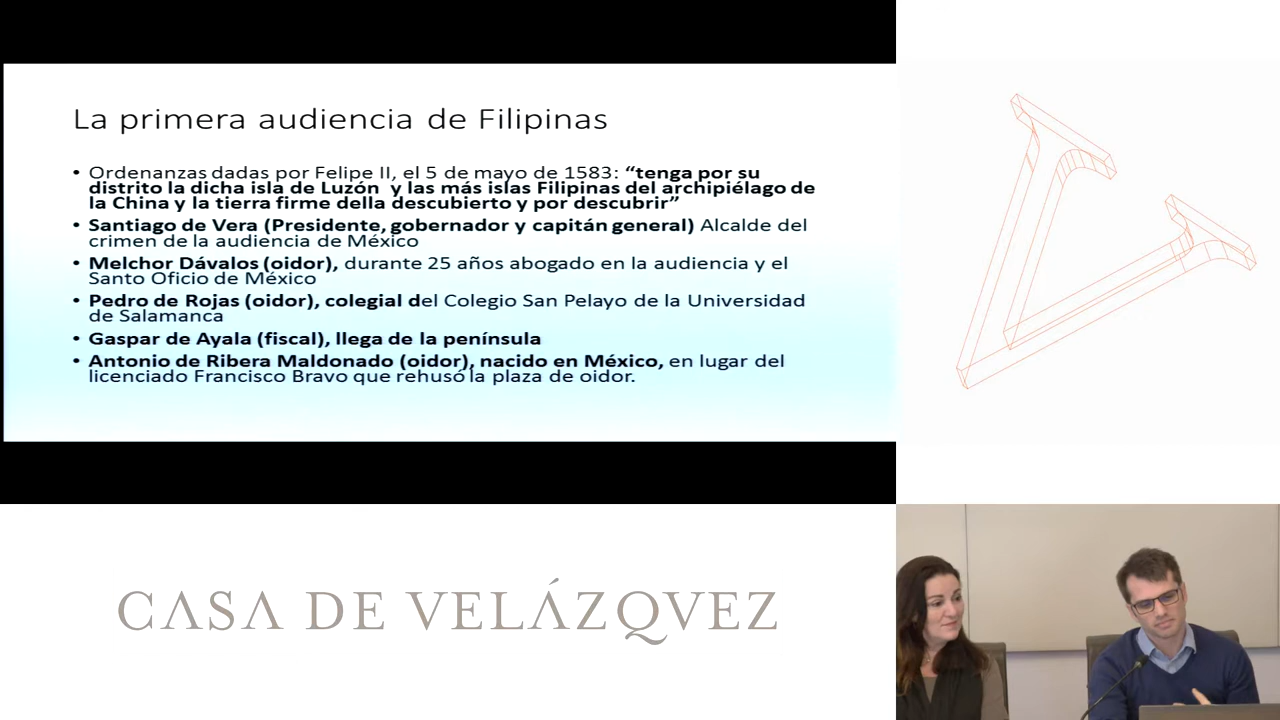 La primera audiencia de Filipinas
• Ordenanzas dadas por Felipe II, el 5 de mayo de 1583: “tenga por su
distrito la dicha isla de Luzón y las más islas Filipinas del archipiélago de
la China y la tierra firme della descubierto y por descubrir”
• Santiago de Vera (Presidente, gobernador y capitán general) Alcalde del
crimen de la audiencia de México
• Melchor Dávalos (oidor), durante 25 años abogado en la audiencia y el
Santo Oficio de México
• Pedro de Rojas (oidor), colegial del Colegio San Pelayo de la Universidad
de Salamanca
• Gaspar de Ayala (fiscal), llega de la península
• Antonio de Ribera Maldonado (oidor), nacido en México, en lugar del
licenciado Francisco Bravo que rehusó la plaza de oidor.
CASA DE VELÁZQVEZ